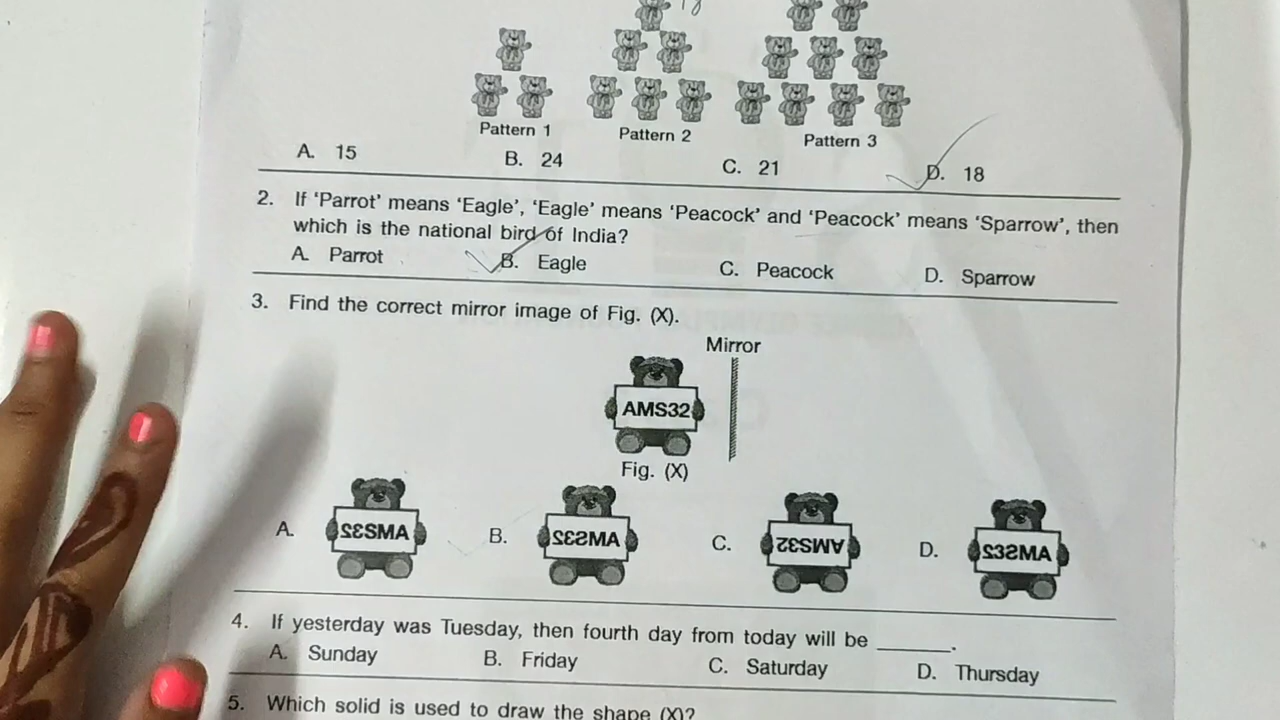 Pattern 1
Pattern 2
Pattern 3
A. 15
B. 24
C. 21
D. 18
2. If 'Parrot' means 'Eagle', 'Eagle' means 'Peacock' and 'Peacock' means 'Sparrow', then
which is the national bird of India?
A. Parrot
B. Eagle
C. Peacock
D. Sparrow
3. Find the correct mirror image of Fig. (X).
Mirror
AMS32
Fig. (X)
A.
B.
C.
D.
4. If yesterday was Tuesday, then fourth day from today will be ______.
A. Sunday
B. Friday
C. Saturday
D. Thursday
5. Which solid is used to draw the shape (X)?